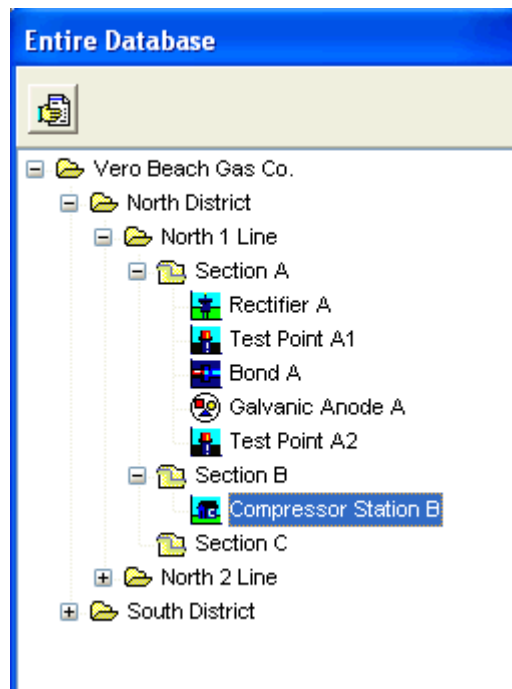 Entire Database
Vero Beach Gas Co.
North District
North 1 Line
Section A
Rectifier A
Test Point A1
Bond A
Galvanic Anode A
Test Point A2
Section B
Compressor Station B
Section C
North 2 Line
South District